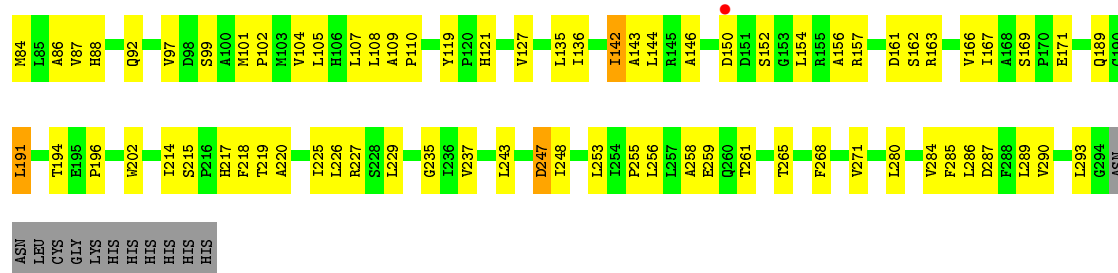 M84 L85 A86 V87 H88 Q92 V97 D98 S99 A100 M101 P102 M103 V104 L105 H106 L107 L108 A109 P110 Y119 P120 H121 V127 L135 I136 I142 A143 L144 R145 A146 D150 D151 S152 G153 L154 R155 A156 R157 D161 S162 R163 V166 I167 A168 S169 P170 E171 Q189 G190
L191 T194 E195 P196 W202 I214 S215 P216 H217 F218 T219 A220 I225 L226 R227 S228 L229 G235 I236 V237 L243 D247 I248 L253 I254 P255 L256 L257 A258 E259 Q260 T261 T265 F268 V271 L280 V284 F285 L286 D287 F288 L289 V290 L293 G294 ASN
ASN LEU CYS GLY LYS HIS HIS HIS HIS HIS HIS